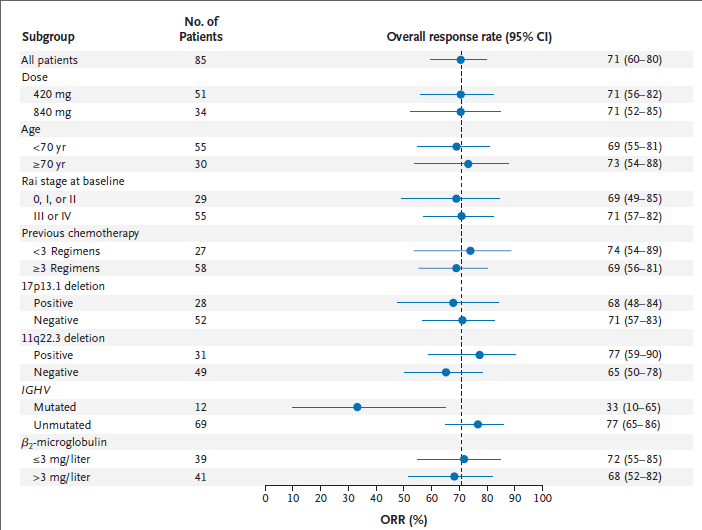 No. of
Subgroup Patients Overall response rate (95% CI)
All patients 85 71 (60–80)
Dose
420 mg 51 71 (56–82)
840 mg 34 71 (52–85)
Age
<70 yr 55 69 (55–81)
≥70 yr 30 73 (54–88)
Rai stage at baseline
0, I, or II 29 69 (49–85)
III or IV 55 71 (57–82)
Previous chemotherapy
<3 Regimens 27 74 (54–89)
≥3 Regimens 58 69 (56–81)
17p13.1 deletion
Positive 28 68 (48–84)
Negative 52 71 (57–83)
11q22.3 deletion
Positive 31 77 (59–90)
Negative 49 65 (50–78)
IGHV
Mutated 12 33 (10–65)
Unmutated 69 77 (65–86)
β2-microglobulin
≤3 mg/liter 39 72 (55–85)
>3 mg/liter 41 68 (52–82)
0 10 20 30 40 50 60 70 80 90 100
ORR (%)